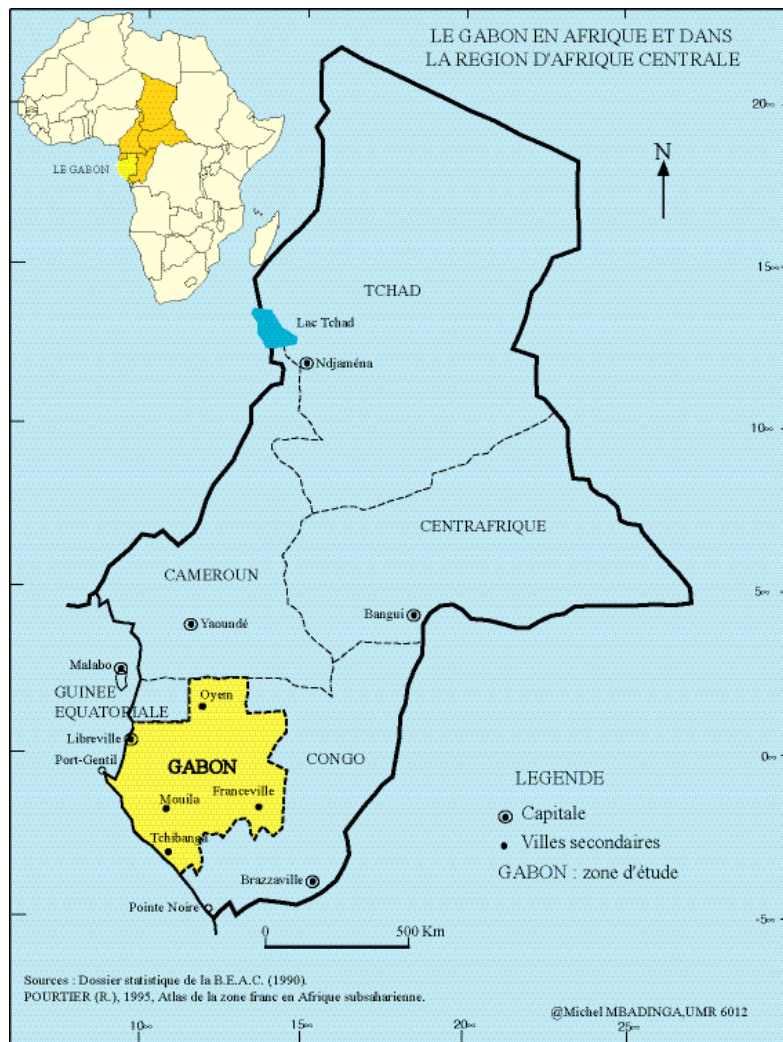 LE GABON EN AFRIQUE ET DANS
LA REGION D'AFRIQUE CENTRALE
20∞
N
LE GABON
15∞
TCHAD
Lac Tchad
Ndjaména
10∞
CENTRAFRIQUE
CAMEROUN
5∞
Bangui
Yaoundé
Malabo
GUINEE
EQUATORIALE
Oyem
Libreville
Port-Gentil
GABON
CONGO
0∞
LEGENDE
Franceville
Mouila
Capitale
Tchibanga
Villes secondaires
GABON : zone d'étude
Brazzaville
Pointe Noire
-5∞
0
500 Km
Sources : Dossier statistique de la B.E.A.C. (1990).
POURTIER (R.), 1995, Atlas de la zone franc en Afrique subsaharienne.
@Michel MBADINGA,UMR 6012
10∞
15∞
20∞
25∞